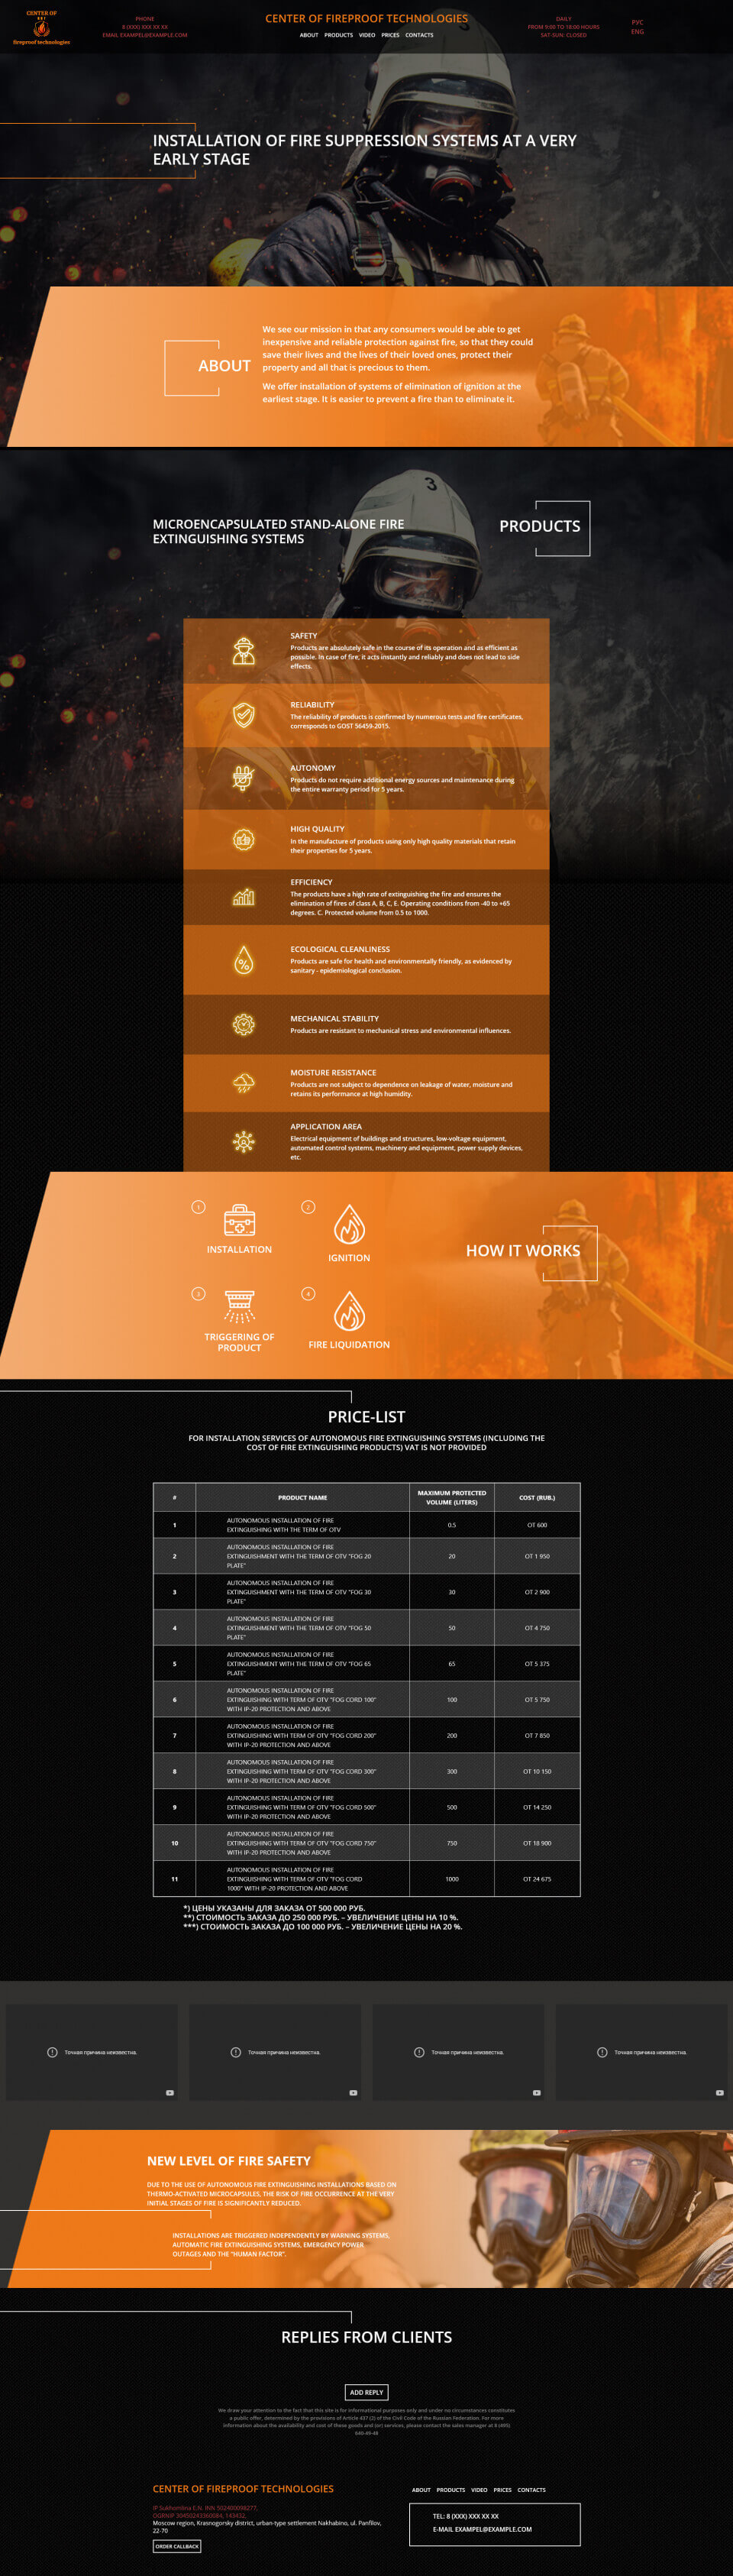 CENTER OF
fireproof technologies
PHONE
8 (XXX) XXX XX XX
EMAIL EXAMPEL@EXAMPLE.COM
CENTER OF FIREPROOF TECHNOLOGIES
ABOUT PRODUCTS VIDEO PRICES CONTACTS
DAILY
FROM 9:00 TO 18:00 HOURS
SAT-SUN: CLOSED
РУС
ENG
INSTALLATION OF FIRE SUPPRESSION SYSTEMS AT A VERY
EARLY STAGE
ABOUT
We see our mission in that any consumers would be able to get
inexpensive and reliable protection against fire, so that they could
save their lives and the lives of their loved ones, protect their
property and all that is precious to them.
We offer installation of systems of elimination of ignition at the
earliest stage. It is easier to prevent a fire than to eliminate it.
3
MICROENCAPSULATED STAND-ALONE FIRE
EXTINGUISHING SYSTEMS
PRODUCTS
SAFETY
Products are absolutely safe in the course of its operation and as efficient as
possible. In case of fire, it acts instantly and reliably and does not lead to side
effects.
RELIABILITY
The reliability of products is confirmed by numerous tests and fire certificates,
corresponds to GOST 56459-2015.
AUTONOMY
Products do not require additional energy sources and maintenance during
the entire warranty period for 5 years.
HIGH QUALITY
In the manufacture of products using only high quality materials that retain
their properties for 5 years.
EFFICIENCY
The products have a high rate of extinguishing the fire and ensures the
elimination of fires of class A, B, C, E. Operating conditions from -40 to +65
degrees. C. Protected volume from 0.5 to 1000.
ECOLOGICAL CLEANLINESS
Products are safe for health and environmentally friendly, as evidenced by
sanitary - epidemiological conclusion.
MECHANICAL STABILITY
Products are resistant to mechanical stress and environmental influences.
MOISTURE RESISTANCE
Products are not subject to dependence on leakage of water, moisture and
retains its performance at high humidity.
APPLICATION AREA
Electrical equipment of buildings and structures, low-voltage equipment,
automated control systems, machinery and equipment, power supply devices,
etc.
1
INSTALLATION
2
IGNITION
3
TRIGGERING OF
PRODUCT
4
FIRE LIQUIDATION
HOW IT WORKS
PRICE-LIST
FOR INSTALLATION SERVICES OF AUTONOMOUS FIRE EXTINGUISHING SYSTEMS (INCLUDING THE
COST OF FIRE EXTINGUISHING PRODUCTS) VAT IS NOT PROVIDED
# PRODUCT NAME MAXIMUM PROTECTED VOLUME (LITERS) COST (RUB.)
1 AUTONOMOUS INSTALLATION OF FIRE
EXTINGUISHING WITH THE TERM OF OTV 0.5 ОТ 600
2 AUTONOMOUS INSTALLATION OF FIRE
EXTINGUISHMENT WITH THE TERM OF OTV "FOG 20
PLATE" 20 ОТ 1 950
3 AUTONOMOUS INSTALLATION OF FIRE
EXTINGUISHMENT WITH THE TERM OF OTV "FOG 30
PLATE" 30 ОТ 2 900
4 AUTONOMOUS INSTALLATION OF FIRE
EXTINGUISHMENT WITH THE TERM OF OTV "FOG 50
PLATE" 50 ОТ 4 750
5 AUTONOMOUS INSTALLATION OF FIRE
EXTINGUISHMENT WITH THE TERM OF OTV "FOG 65
PLATE" 65 ОТ 5 375
6 AUTONOMOUS INSTALLATION OF FIRE
EXTINGUISHING WITH TERM OF OTV "FOG CORD 100"
WITH IP-20 PROTECTION AND ABOVE 100 ОТ 5 750
7 AUTONOMOUS INSTALLATION OF FIRE
EXTINGUISHING WITH TERM OF OTV "FOG CORD 200"
WITH IP-20 PROTECTION AND ABOVE 200 ОТ 7 850
8 AUTONOMOUS INSTALLATION OF FIRE
EXTINGUISHING WITH TERM OF OTV "FOG CORD 300"
WITH IP-20 PROTECTION AND ABOVE 300 ОТ 10 150
9 AUTONOMOUS INSTALLATION OF FIRE
EXTINGUISHING WITH TERM OF OTV "FOG CORD 500"
WITH IP-20 PROTECTION AND ABOVE 500 ОТ 14 250
10 AUTONOMOUS INSTALLATION OF FIRE
EXTINGUISHING WITH TERM OF OTV "FOG CORD 750"
WITH IP-20 PROTECTION AND ABOVE 750 ОТ 18 900
11 AUTONOMOUS INSTALLATION OF FIRE
EXTINGUISHING WITH TERM OF OTV "FOG CORD
1000" WITH IP-20 PROTECTION AND ABOVE 1000 ОТ 24 675
*) ЦЕНЫ УКАЗАНЫ ДЛЯ ЗАКАЗА ОТ 500 000 РУБ.
**) СТОИМОСТЬ ЗАКАЗА ДО 250 000 РУБ. – УВЕЛИЧЕНИЕ ЦЕНЫ НА 10 %.
***) СТОИМОСТЬ ЗАКАЗА ДО 100 000 РУБ. – УВЕЛИЧЕНИЕ ЦЕНЫ НА 20 %.
Точная причина неизвестна.
Точная причина неизвестна.
Точная причина неизвестна.
Точная причина неизвестна.
NEW LEVEL OF FIRE SAFETY
DUE TO THE USE OF AUTONOMOUS FIRE EXTINGUISHING INSTALLATIONS BASED ON
THERMO-ACTIVATED MICROCAPSULES, THE RISK OF FIRE OCCURRENCE AT THE VERY
INITIAL STAGES OF FIRE IS SIGNIFICANTLY REDUCED.
INSTALLATIONS ARE TRIGGERED INDEPENDENTLY BY WARNING SYSTEMS,
AUTOMATIC FIRE EXTINGUISHING SYSTEMS, EMERGENCY POWER
OUTAGES AND THE "HUMAN FACTOR".
REPLIES FROM CLIENTS
ADD REPLY
We draw your attention to the fact that this site is for informational purposes only and under no circumstances constitutes
a public offer, determined by the provisions of Article 437 (2) of the Civil Code of the Russian Federation. For more
information about the availability and cost of these goods and (or) services, please contact the sales manager at 8 (495)
640-49-48
CENTER OF FIREPROOF TECHNOLOGIES
IP Sukhombna E.N. INN 502400098277,
OGRNIP 30450243360084, 143432,
Moscow region, Krasnogorsky district, urban-type settlement Nakhabino, ul. Panfilov,
22-70
ORDER CALLBACK
ABOUT PRODUCTS VIDEO PRICES CONTACTS
TEL: 8 (XXX) XXX XX XX
E-MAIL EXAMPEL@EXAMPLE.COM